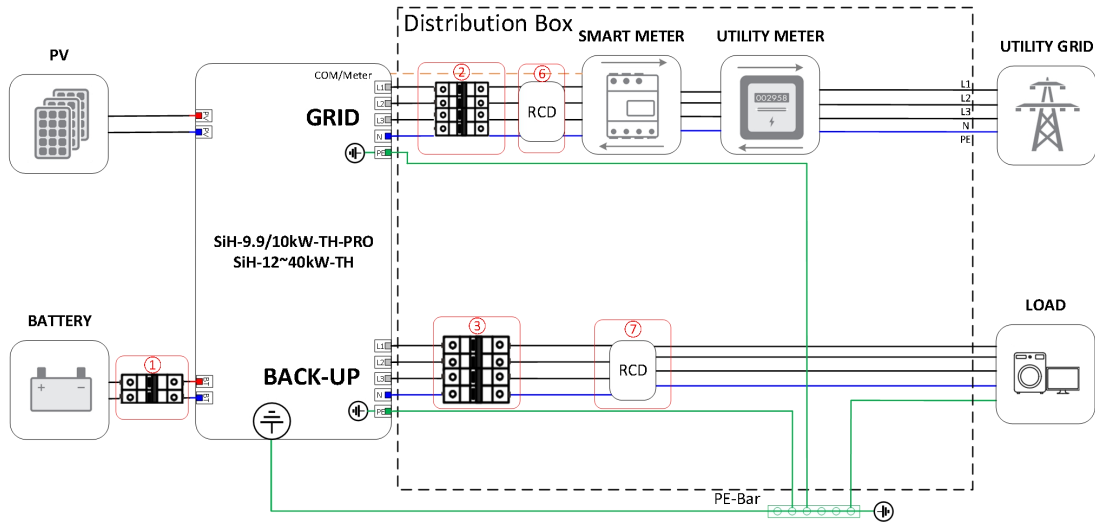 Distribution Box
SMART METER
UTILITY METER
UTILITY GRID
PV
COM/Meter
②
⑥
L1
L2
L3
N
PE
GRID
RCD
002958
L1
L2
L3
N
PE
SiH-9.9/10kW-TH-PRO
SiH-12~40kW-TH
BATTERY
LOAD
①
+
−
BACK-UP
L1
L2
L3
N
PE
③
⑦
RCD
PE-Bar